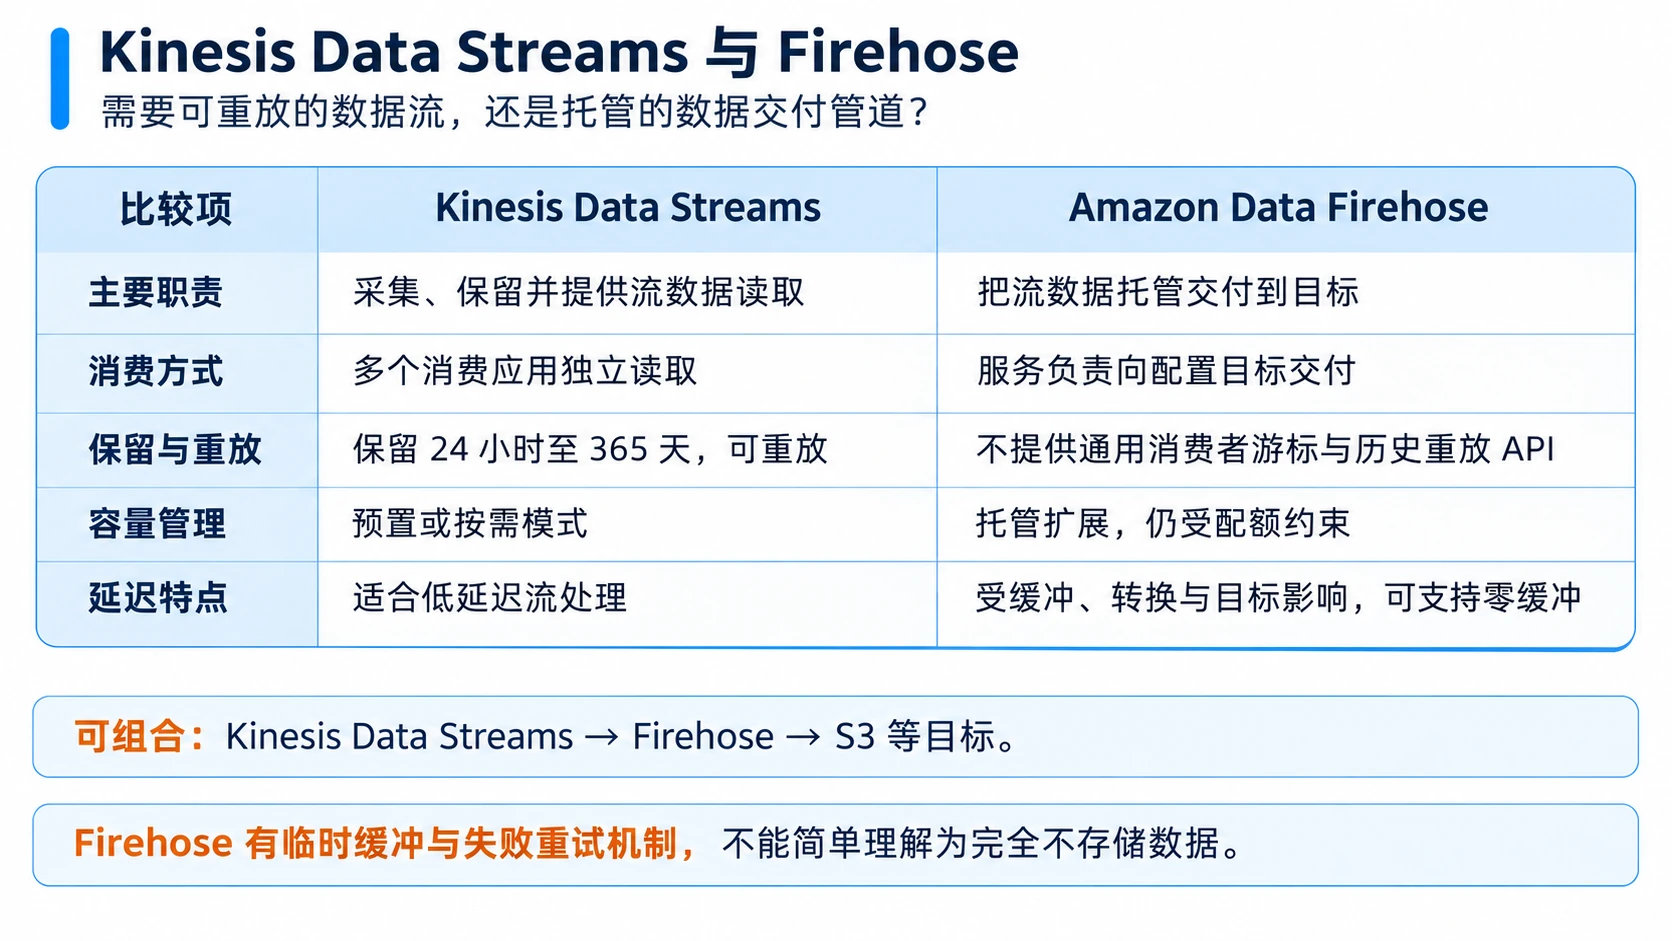 Kinesis Data Streams 与 Firehose
需要可重放的数据流，还是托管的数据交付管道？
比较项 Kinesis Data Streams Amazon Data Firehose
主要职责 采集、保留并提供流数据读取 把流数据托管交付到目标
消费方式 多个消费应用独立读取 服务负责向配置目标交付
保留与重放 保留 24 小时至 365 天，可重放 不提供通用消费者游标与历史重放 API
容量管理 预置或按需模式 托管扩展，仍受配额约束
延迟特点 适合低延迟流处理 受缓冲、转换与目标影响，可支持零缓冲
可组合：Kinesis Data Streams → Firehose → S3 等目标。
Firehose 有临时缓冲与失败重试机制，不能简单理解为完全不存储数据。